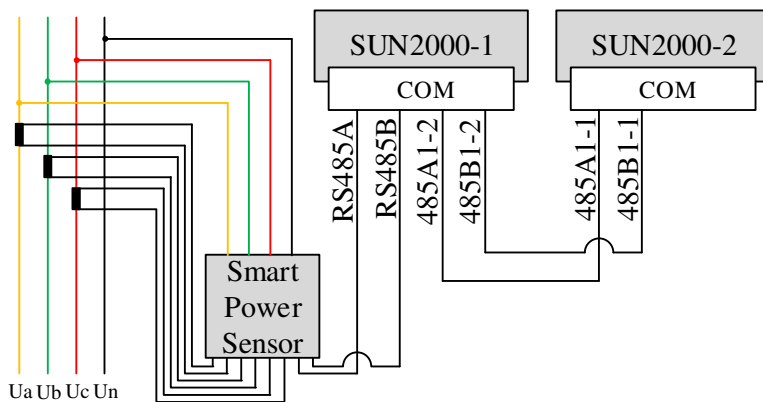 SUN2000-1
SUN2000-2
COM
COM
RS485A
RS485B
485A1-2
485B1-2
485A1-1
485B1-1
Smart
Power
Sensor
Ua
Ub
Uc
Un